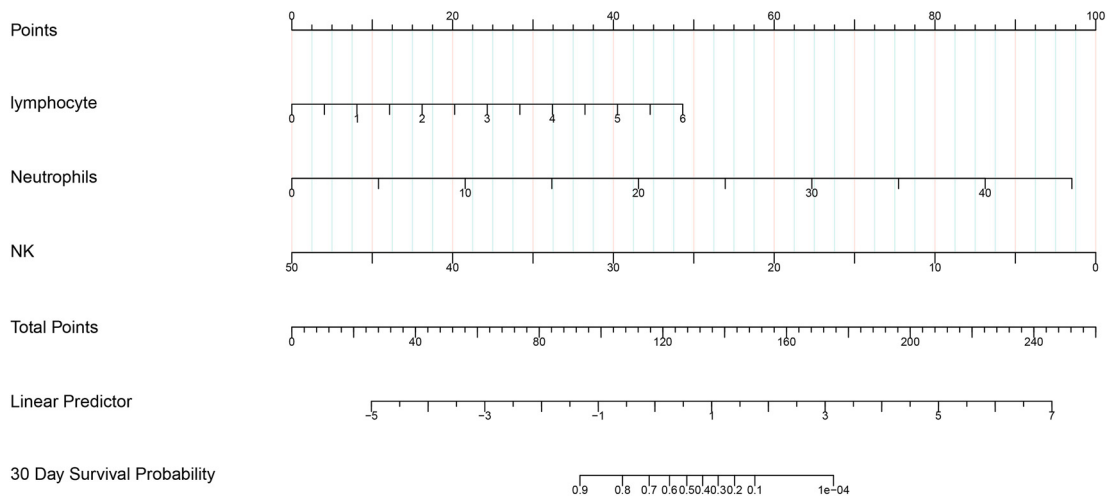 0 20 40 60 80 100
Points
lymphocyte
0 1 2 3 4 5 6
Neutrophils
0 10 20 30 40
NK
50 40 30 20 10 0
Total Points
0 40 80 120 160 200 240
Linear Predictor
−5 −3 −1 1 3 5 7
30 Day Survival Probability
0.9 0.8 0.7 0.6 0.5 0.4 0.3 0.2 0.1 1e−04